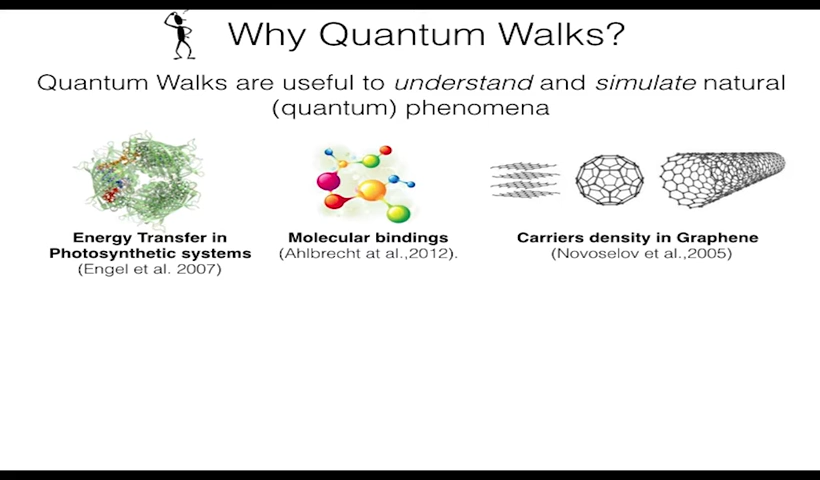 Why Quantum Walks?
Quantum Walks are useful to understand and simulate natural
(quantum) phenomena
Energy Transfer in
Photosynthetic systems
(Engel et al. 2007)
Molecular bindings
(Ahlbrecht at al.,2012).
Carriers density in Graphene
(Novoselov et al.,2005)